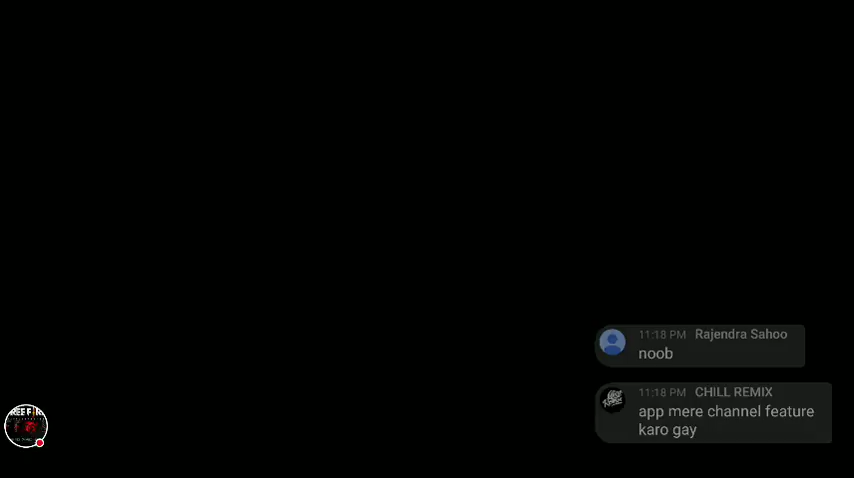 11:18 PM Rajendra Sahoo
noob
11:18 PM CHILL REMIX
app mere channel feature
karo gay